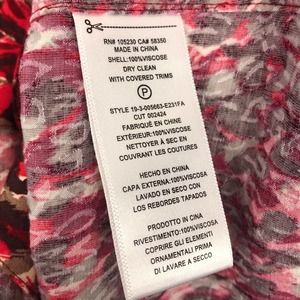 RN# 105230 CA# 58350
MADE IN CHINA
SHELL:100%VISCOSE
DRY CLEAN
WITH COVERED TRIMS
P
STYLE 19-3-005663-E231FA
CUT 002424
FABRIQUÉ EN CHINE
EXTÉRIEUR:100%VISCOSE
NETTOYER À SEC EN
COUVRANT LES COUTURES
HECHO EN CHINA
CAPA EXTERNA:100%VISCOSE
LAVADO EN SECO CON
LOS REBORDES TAPADOS
PRODOTTO IN CINA
RIVESTIMENTO:100%VISCOSE
COPRIRE GLI ELEMENTI
ORNAMENTALI PRIMA
DI LAVARE A SECCO